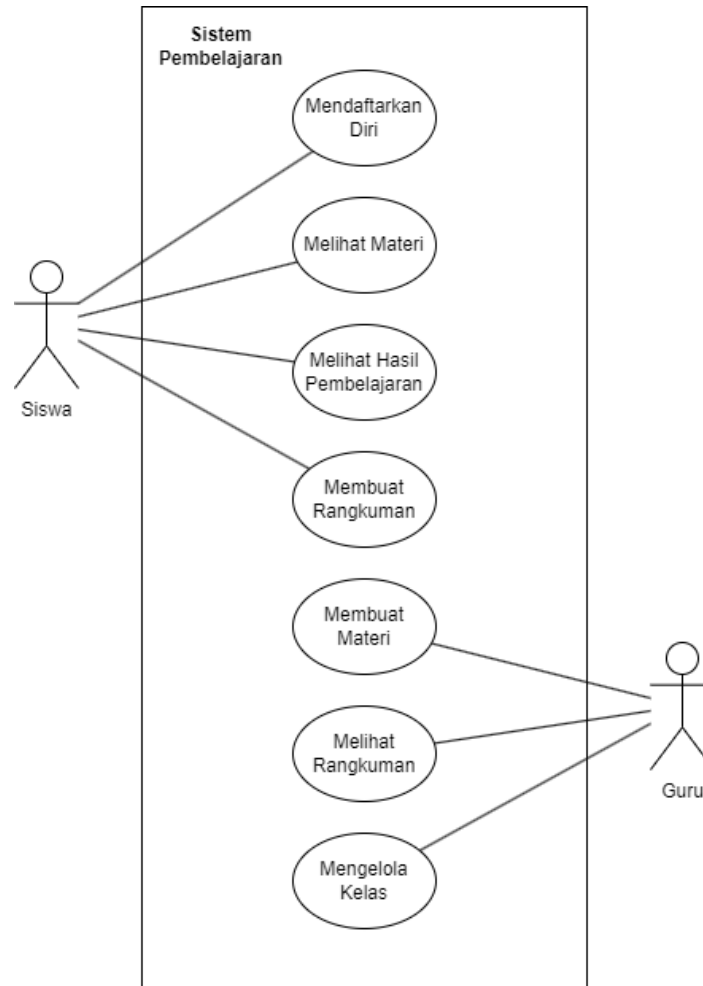 Sistem
Pembelajaran
Mendaftarkan
Diri
Melihat Materi
Melihat Hasil
Pembelajaran
Siswa
Membuat
Rangkuman
Membuat
Materi
Melihat
Rangkuman
Guru
Mengelola
Kelas